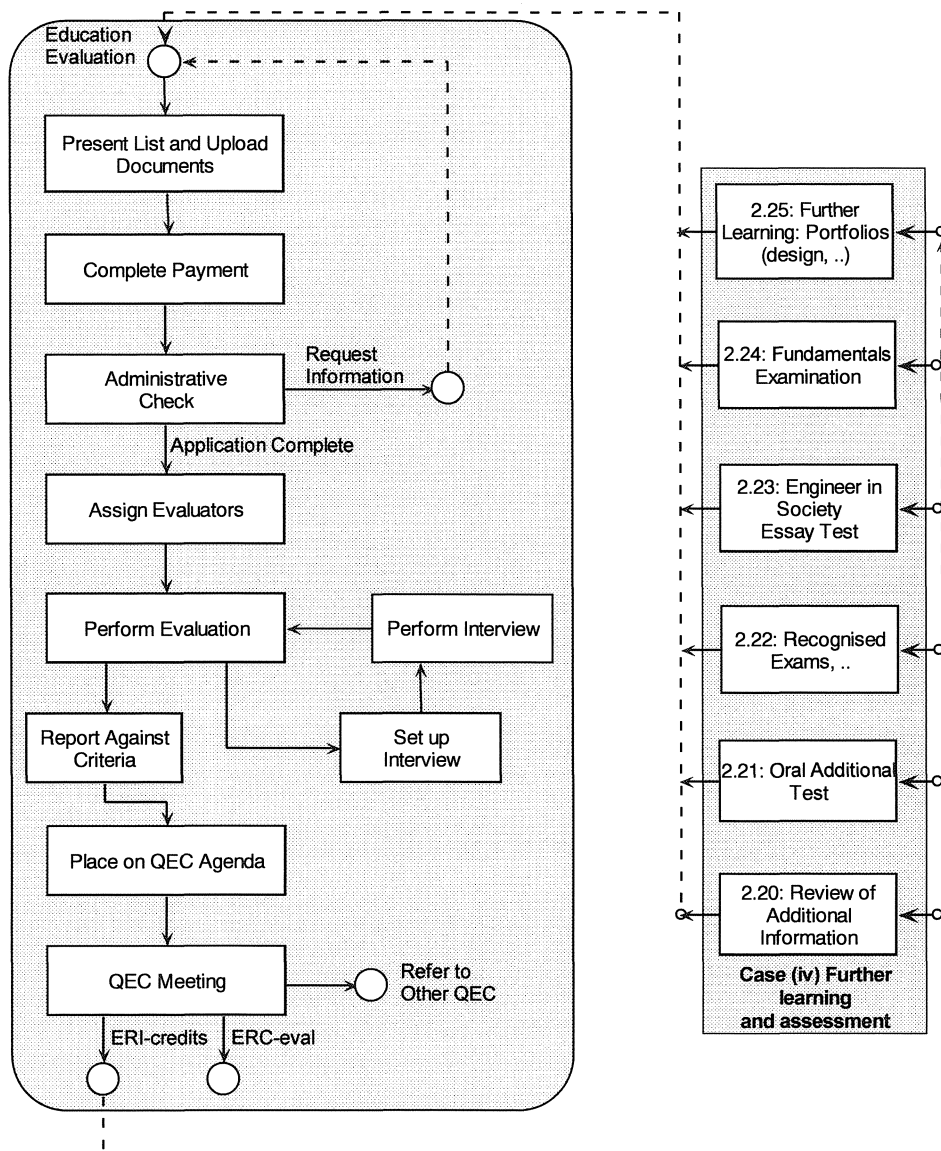 Education
Evaluation
Present List and Upload
Documents
Complete Payment
Administrative
Check
Request
Information
Application Complete
Assign Evaluators
Perform Evaluation
Perform Interview
Report Against
Criteria
Set up
Interview
Place on QEC Agenda
QEC Meeting
Refer to
Other QEC
ERI-credits
ERC-eval
2.25: Further
Learning: Portfolios
(design, ..)
2.24: Fundamentals
Examination
2.23: Engineer in
Society
Essay Test
2.22: Recognised
Exams, ..
2.21: Oral Additional
Test
2.20: Review of
Additional
Information
Case (iv) Further
learning
and assessment